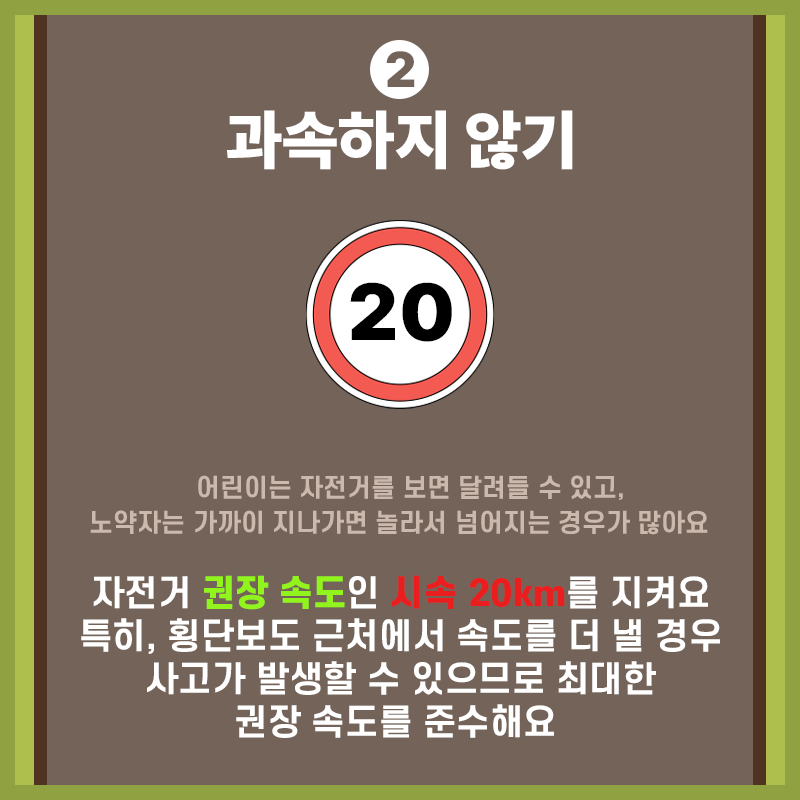 2
과속하지 않기
20
어린이는 자전거를 보면 달려들 수 있고,
노약자는 가까이 지나가면 놀라서 넘어지는 경우가 많아요
자전거 권장 속도인 시속 20km를 지켜요
특히, 횡단보도 근처에서 속도를 더 낼 경우
사고가 발생할 수 있으므로 최대한
권장 속도를 준수해요